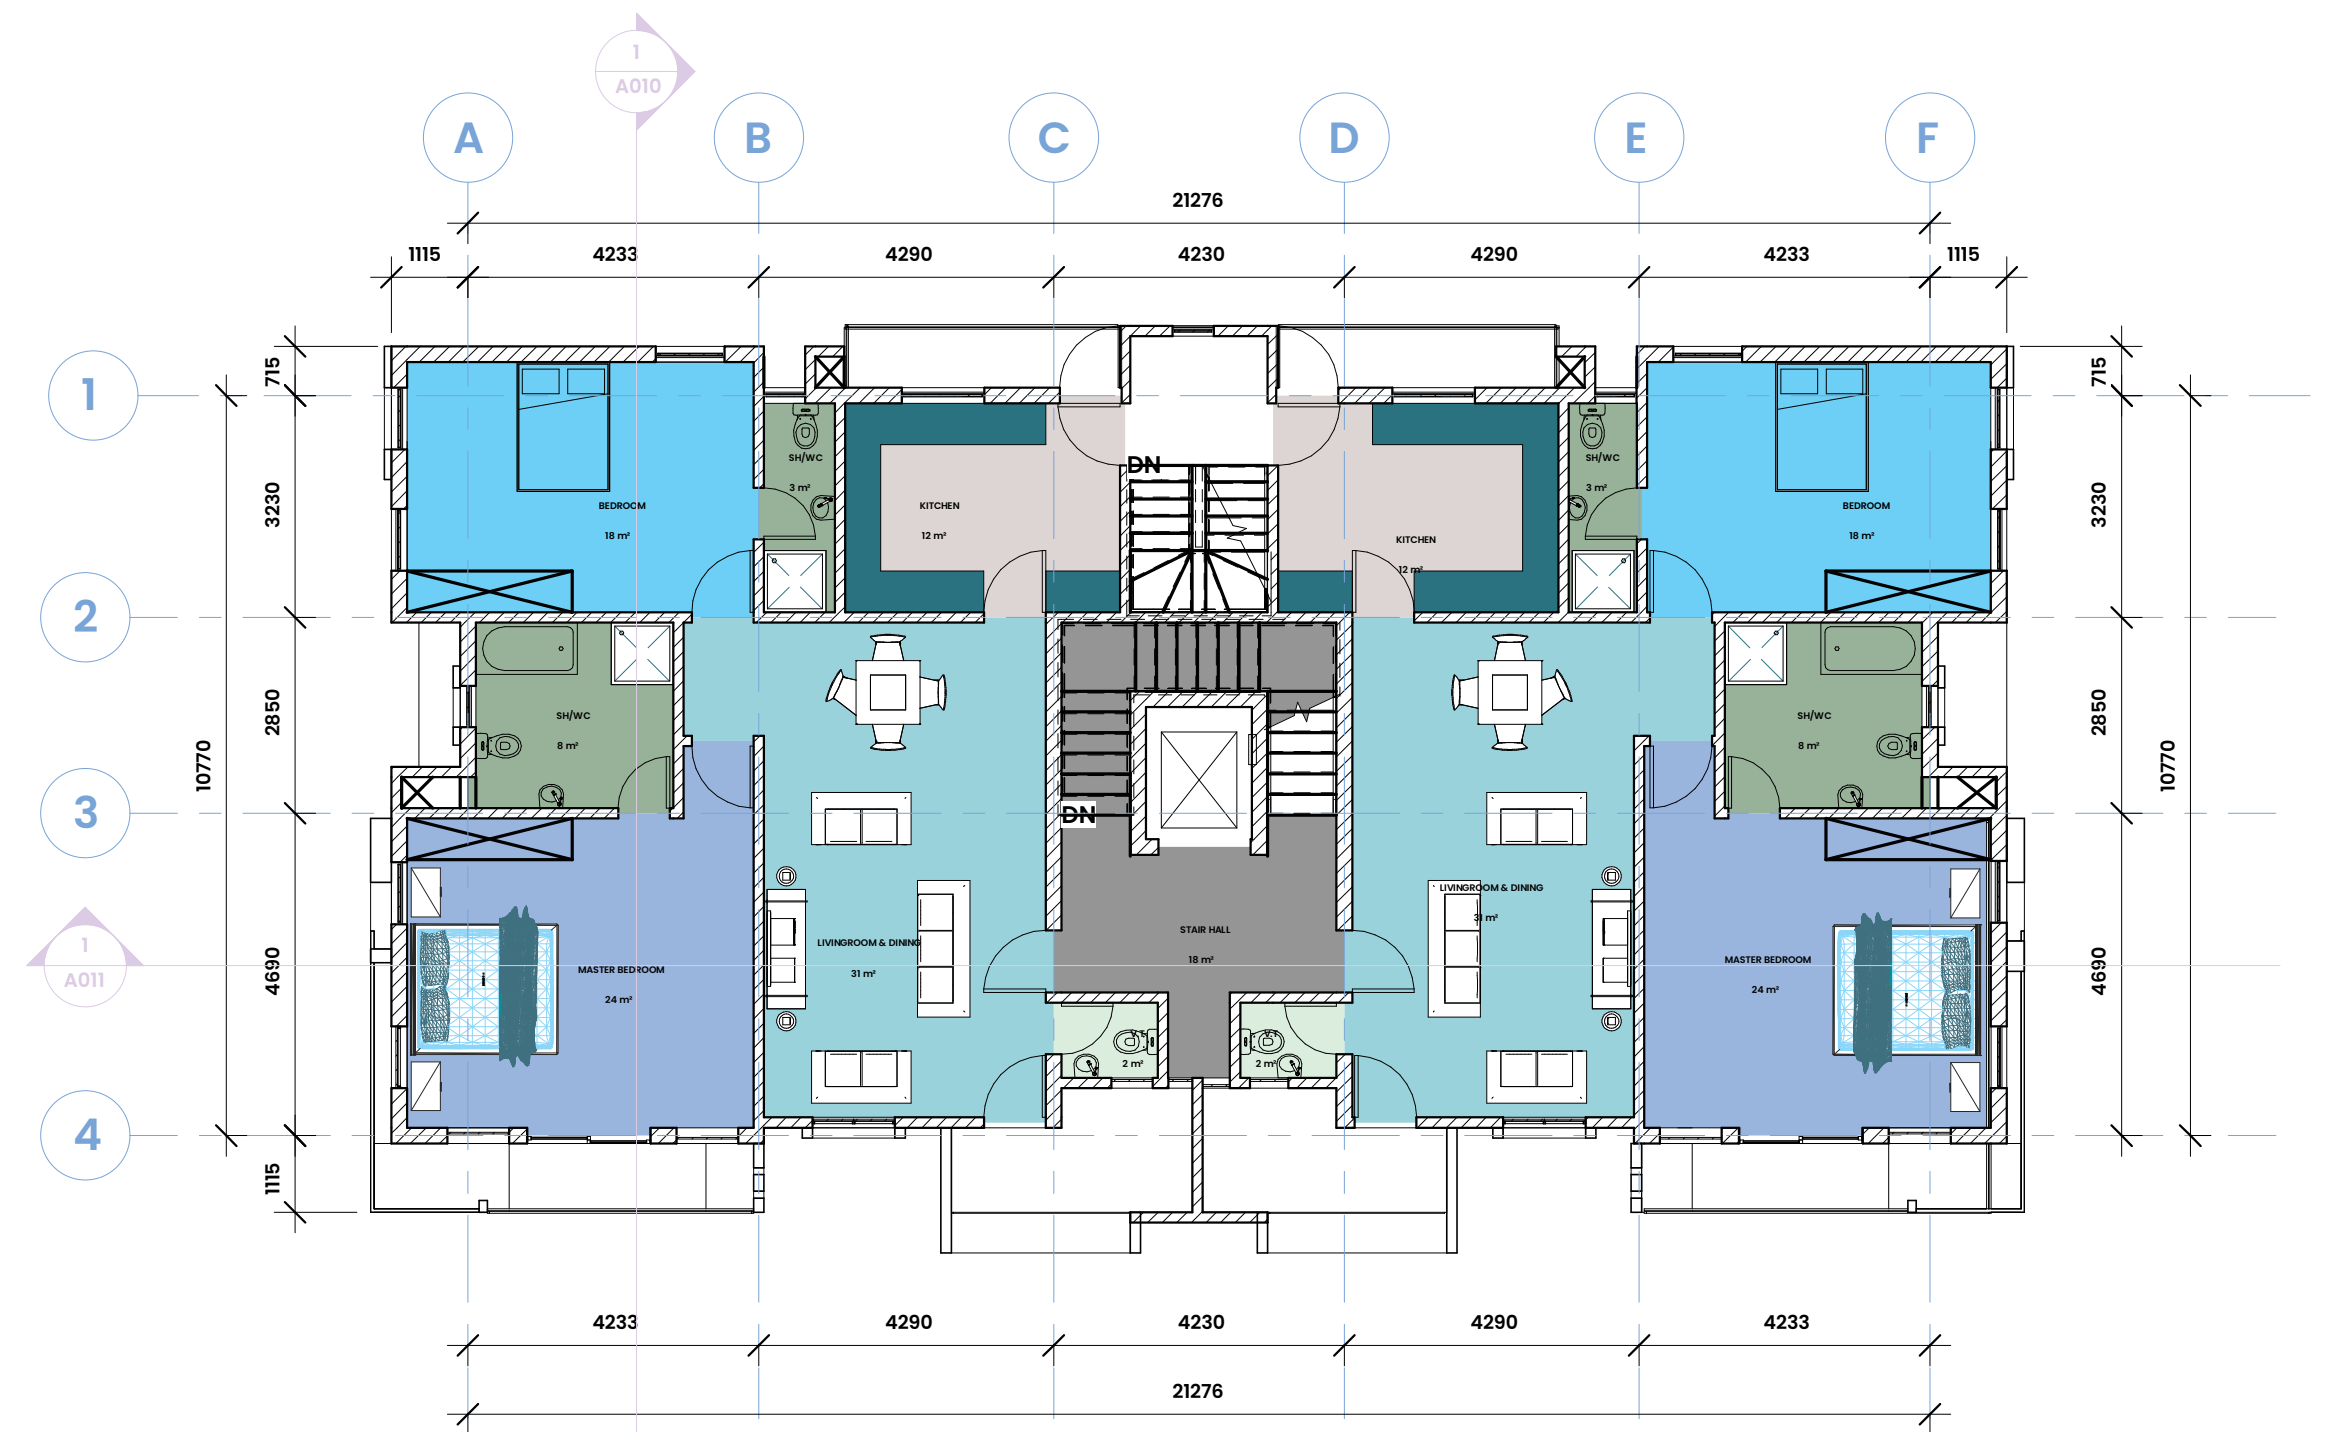 1
A010
A B C D E F
21276
1115 4233 4290 4230 4290 4233 1115
715 715
1
3230 3230
SH/WC SH/WC
3 m² 3 m²
DN
BEDROOM KITCHEN BEDROOM
18 m² 12 m² 18 m²
KITCHEN
12 m²
2
2850 2850
SH/WC SH/WC
8 m² 8 m²
10770 10770
3
DN
LIVINGROOM & DINING
31 m²
STAIR HALL
18 m²
LIVINGROOM & DINING
31 m²
1
A011
4690 4690
MASTER BEDROOM MASTER BEDROOM
24 m² 24 m²
2 m² 2 m²
4
1115
4233 4290 4230 4290 4233
21276